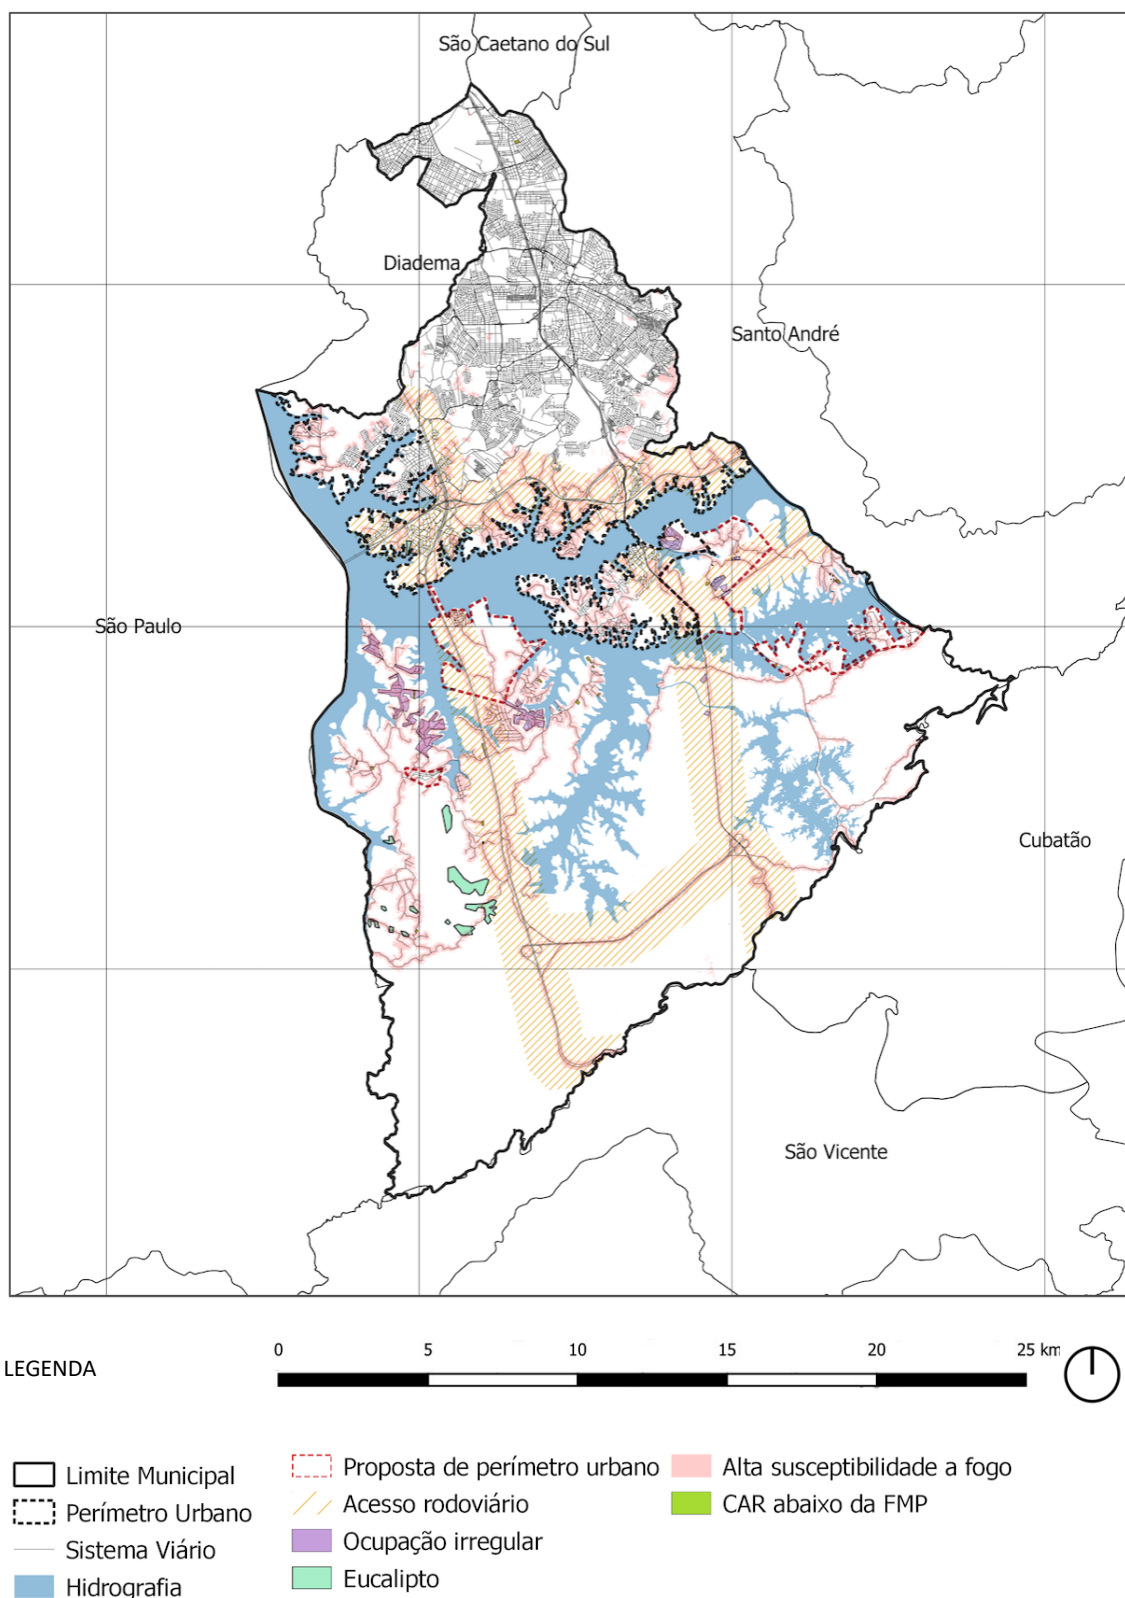 São Caetano do Sul
Diadema
Santo André
São Paulo
Cubatão
São Vicente
0 5 10 15 20 25 km
LEGENDA
Limite Municipal
Perímetro Urbano
Sistema Viário
Hidrografia
Proposta de perímetro urbano
Acesso rodoviário
Ocupação irregular
Eucalipto
Alta susceptibilidade a fogo
CAR abaixo da FMP